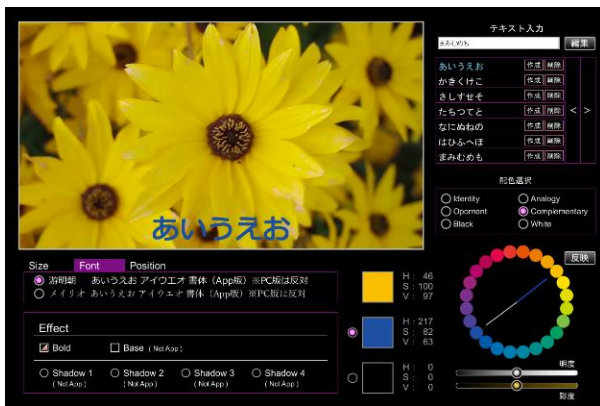 テキスト入力
まみむめも 編集
あいうえお 作成 削除
かきくけこ 作成 削除
さしすせそ 作成 削除
たちつてと 作成 削除 < >
なにぬねの 作成 削除
はひふへほ 作成 削除
まみむめも 作成 削除
あいうえお
配色選択
Identity Analogy
Oponent Complementary
Black White
反映
Size Font Position
游明朝 あいうえお アイウエオ 書体（App版）※PC版は反対
メイリオ あいうえお アイウエオ 書体（App版）※PC版は反対
Effect
Bold Base ( Not App )
Shadow 1 Shadow 2 Shadow 3 Shadow 4
( Not App ) ( Not App ) ( Not App ) ( Not App )
H : 46
S : 100
V : 97
H : 217
S : 82
V : 63
H : 0
S : 0
V : 0
明度
彩度